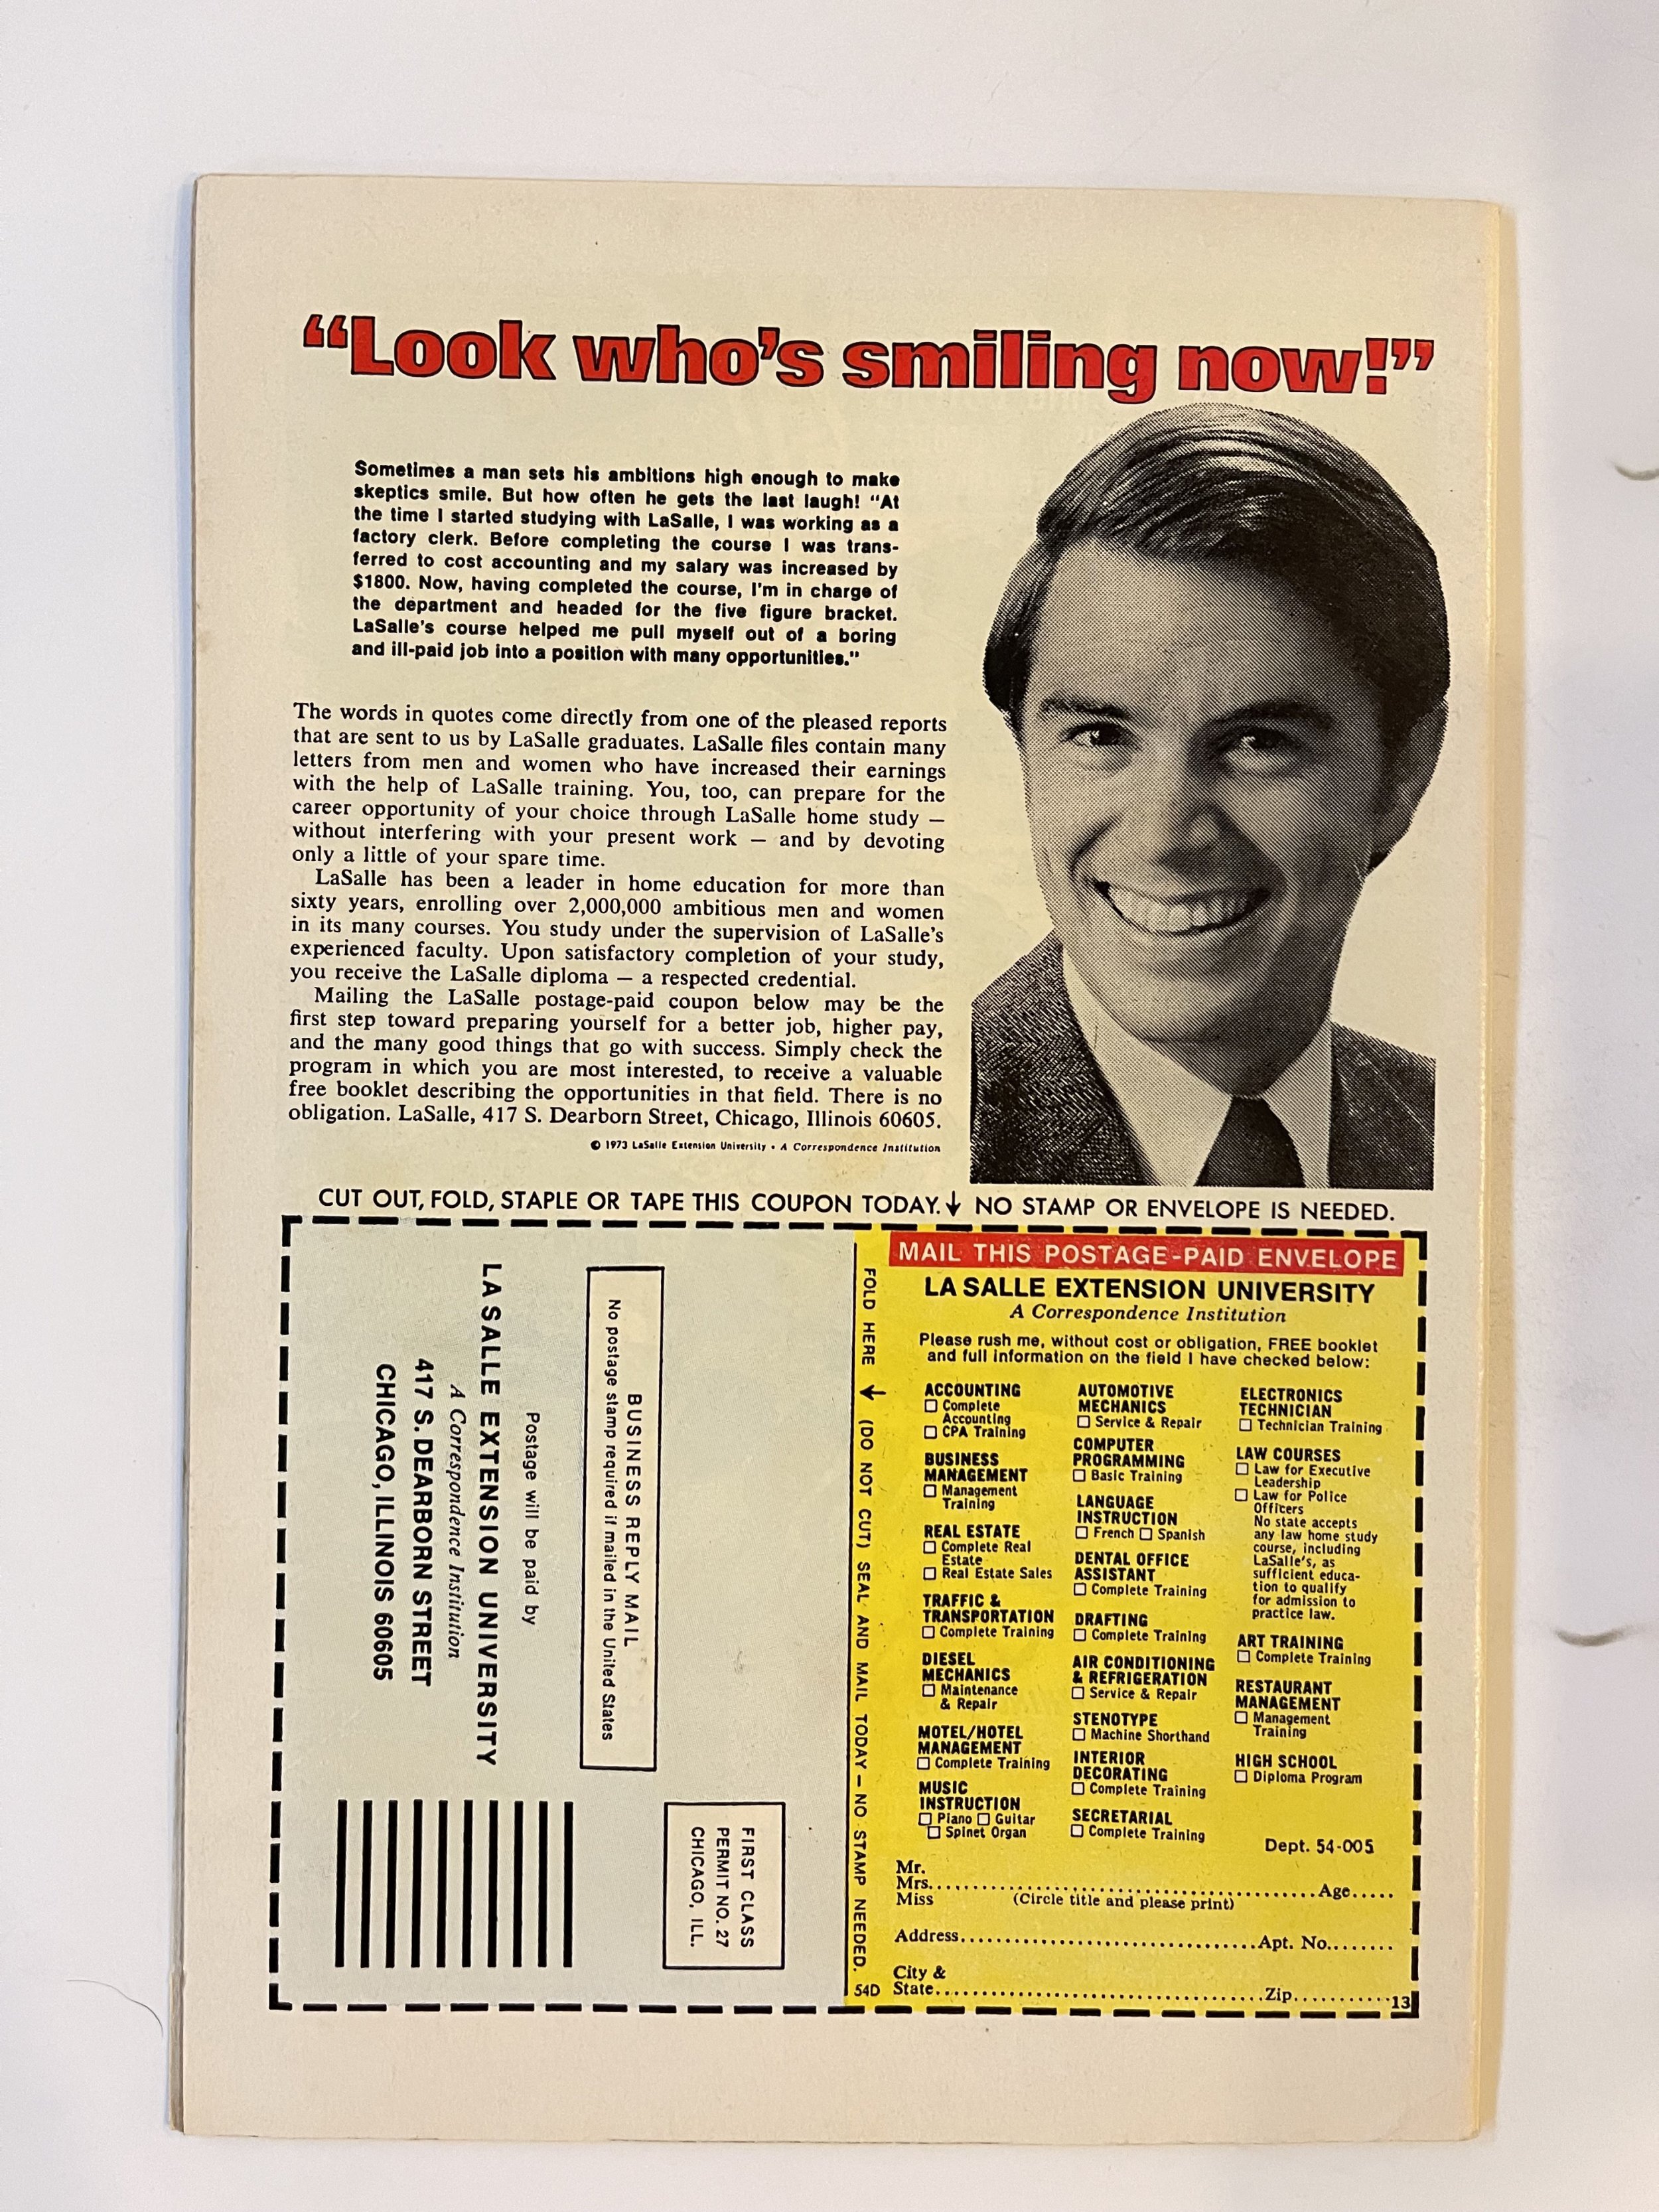 “Look who’s smiling now!”
Sometimes a man sets his ambitions high enough to make
skeptics smile. But how often he gets the last laugh! “At
the time I started studying with LaSalle, I was working as a
factory clerk. Before completing the course I was trans-
ferred to cost accounting and my salary was increased by
$1800. Now, having completed the course, I'm in charge of
the department and headed for the five figure bracket.
LaSalle's course helped me pull myself out of a boring
and ill-paid job into a position with many opportunities."
The words in quotes come directly from one of the pleased reports
that are sent to us by LaSalle graduates. LaSalle files contain many
letters from men and women who have increased their earnings
with the help of LaSalle training. You, too, can prepare for the
career opportunity of your choice through LaSalle home study —
without interfering with your present work — and by devoting
only a little of your spare time.
LaSalle has been a leader in home education for more than
sixty years, enrolling over 2,000,000 ambitious men and women
in its many courses. You study under the supervision of LaSalle's
experienced faculty. Upon satisfactory completion of your study,
you receive the LaSalle diploma — a respected credential.
Mailing the LaSalle postage-paid coupon below may be the
first step toward preparing yourself for a better job, higher pay,
and the many good things that go with success. Simply check the
program in which you are most interested, to receive a valuable
free booklet describing the opportunities in that field. There is no
obligation. LaSalle, 417 S. Dearborn Street, Chicago, Illinois 60605.
© 1973 LaSalle Extension University • A Correspondence Institution
CUT OUT, FOLD, STAPLE OR TAPE THIS COUPON TODAY.↓ NO STAMP OR ENVELOPE IS NEEDED.
FIRST CLASS
PERMIT NO. 27
CHICAGO, ILL.
BUSINESS REPLY MAIL
No postage stamp required if mailed in the United States
Postage will be paid by
LA SALLE EXTENSION UNIVERSITY
A Correspondence Institution
417 S. DEARBORN STREET
CHICAGO, ILLINOIS 60605
FOLD HERE ↓ (DO NOT CUT) SEAL AND MAIL TODAY — NO STAMP NEEDED.
54D
MAIL THIS POSTAGE-PAID ENVELOPE
LA SALLE EXTENSION UNIVERSITY
A Correspondence Institution
Please rush me, without cost or obligation, FREE booklet
and full information on the field I have checked below:
ACCOUNTING
□ Complete
Accounting
□ CPA Training
BUSINESS
MANAGEMENT
□ Management
Training
REAL ESTATE
□ Complete Real
Estate
□ Real Estate Sales
TRAFFIC &
TRANSPORTATION
□ Complete Training
DIESEL
MECHANICS
□ Maintenance
& Repair
MOTEL/HOTEL
MANAGEMENT
□ Complete Training
MUSIC
INSTRUCTION
□ Piano □ Guitar
□ Spinet Organ
AUTOMOTIVE
MECHANICS
□ Service & Repair
COMPUTER
PROGRAMMING
□ Basic Training
LANGUAGE
INSTRUCTION
□ French □ Spanish
DENTAL OFFICE
ASSISTANT
□ Complete Training
DRAFTING
□ Complete Training
AIR CONDITIONING
& REFRIGERATION
□ Service & Repair
STENOTYPE
□ Machine Shorthand
INTERIOR
DECORATING
□ Complete Training
SECRETARIAL
□ Complete Training
ELECTRONICS
TECHNICIAN
□ Technician Training
LAW COURSES
□ Law for Executive
Leadership
□ Law for Police
Officers
No state accepts
any law home study
course, including
LaSalle's, as
sufficient educa-
tion to qualify
for admission to
practice law.
ART TRAINING
□ Complete Training
RESTAURANT
MANAGEMENT
□ Management
Training
HIGH SCHOOL
□ Diploma Program
Dept. 54-005
Mr.
Mrs. Age
Miss (Circle title and please print)
Address Apt. No.
City &
State Zip 13